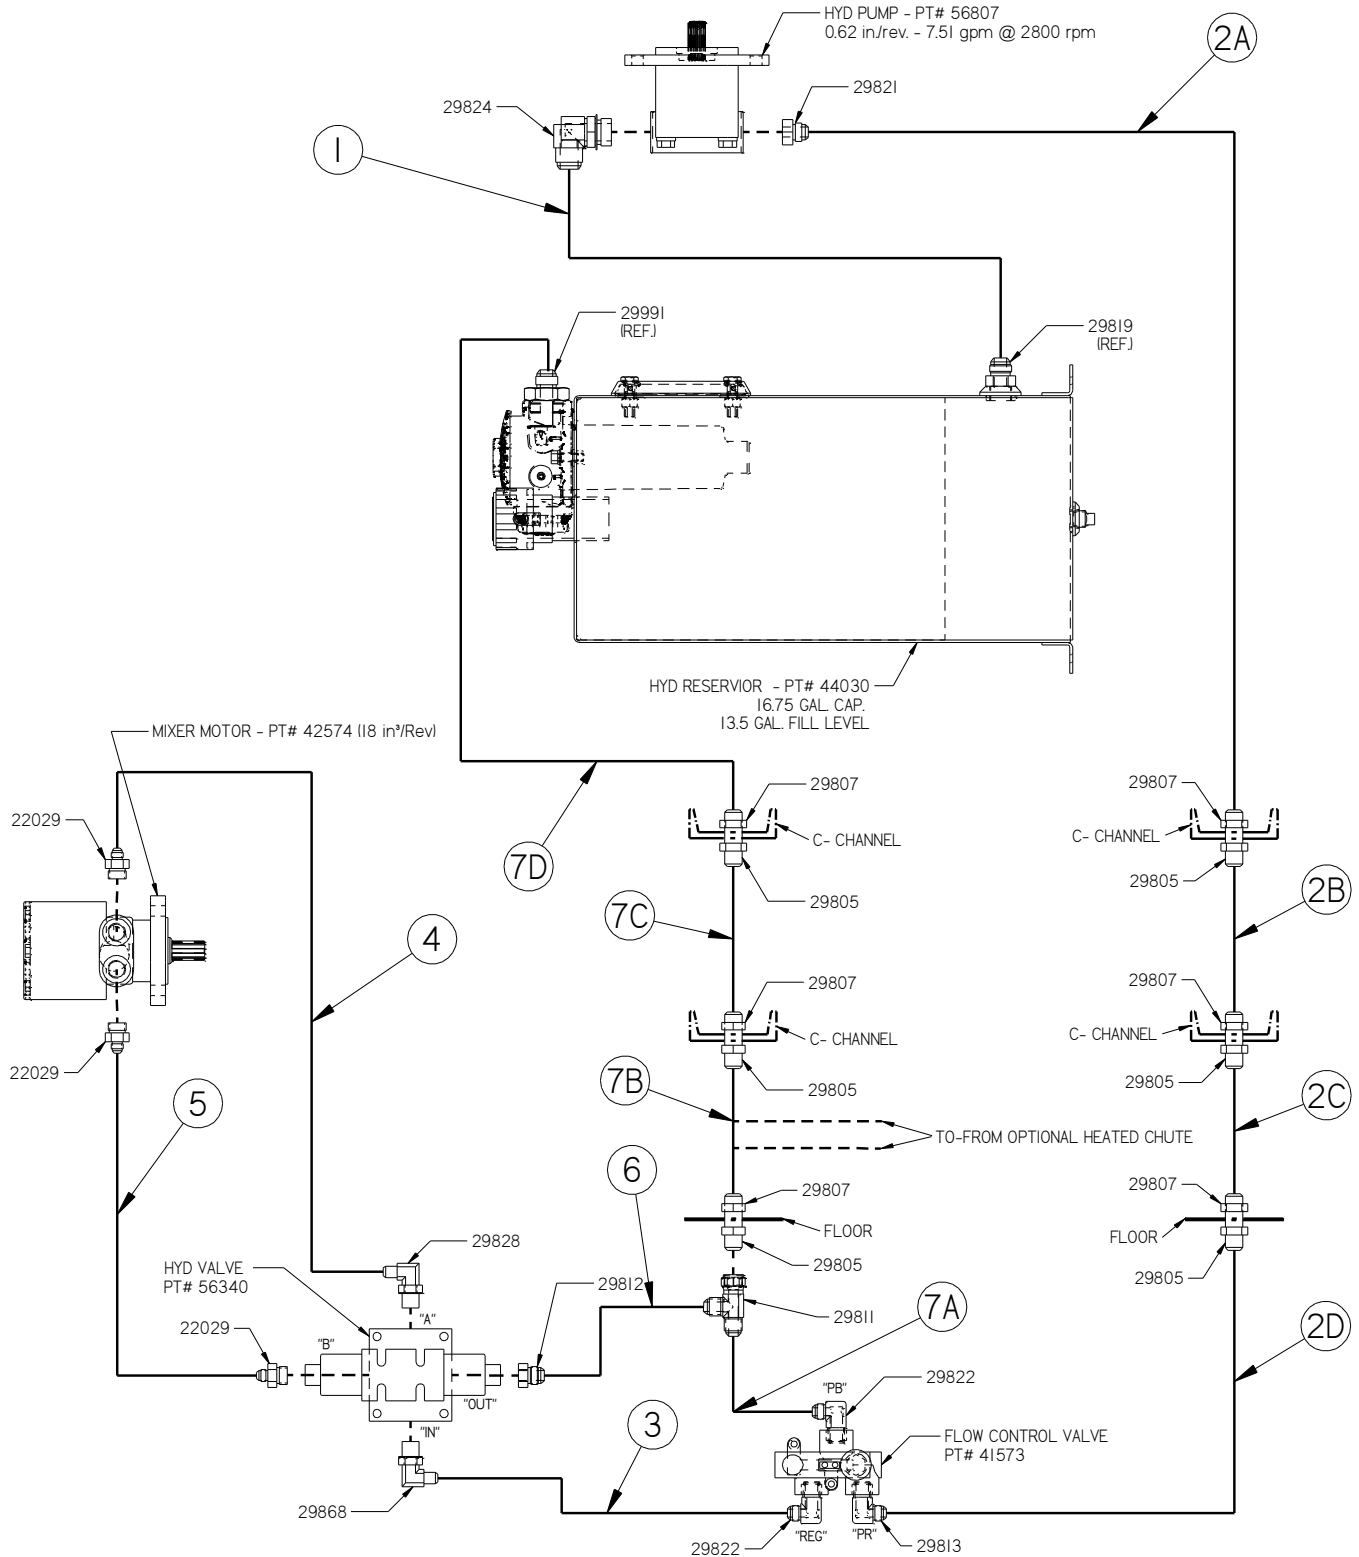 HYD PUMP - PT# 56807
0.62 in./rev. - 7.51 gpm @ 2800 rpm
2A
29821
29824
1
29991
(REF.)
29819
(REF.)
HYD RESERVIOR - PT# 44030
16.75 GAL. CAP.
13.5 GAL. FILL LEVEL
MIXER MOTOR - PT# 42574 (18 in³/Rev)
29807
C- CHANNEL
29805
29807
C- CHANNEL
29805
22029
7D
7C
2B
4
29807
C- CHANNEL
29805
29807
C- CHANNEL
29805
22029
7B
5
2C
TO-FROM OPTIONAL HEATED CHUTE
6
29807
FLOOR
29805
29807
FLOOR
29805
29828
HYD VALVE
PT# 56340
29812
29811
7A
2D
"A"
22029
"B"
"OUT"
"IN"
29822
"PB"
3
FLOW CONTROL VALVE
PT# 41573
29868
29822
"REG"
"PR"
29813